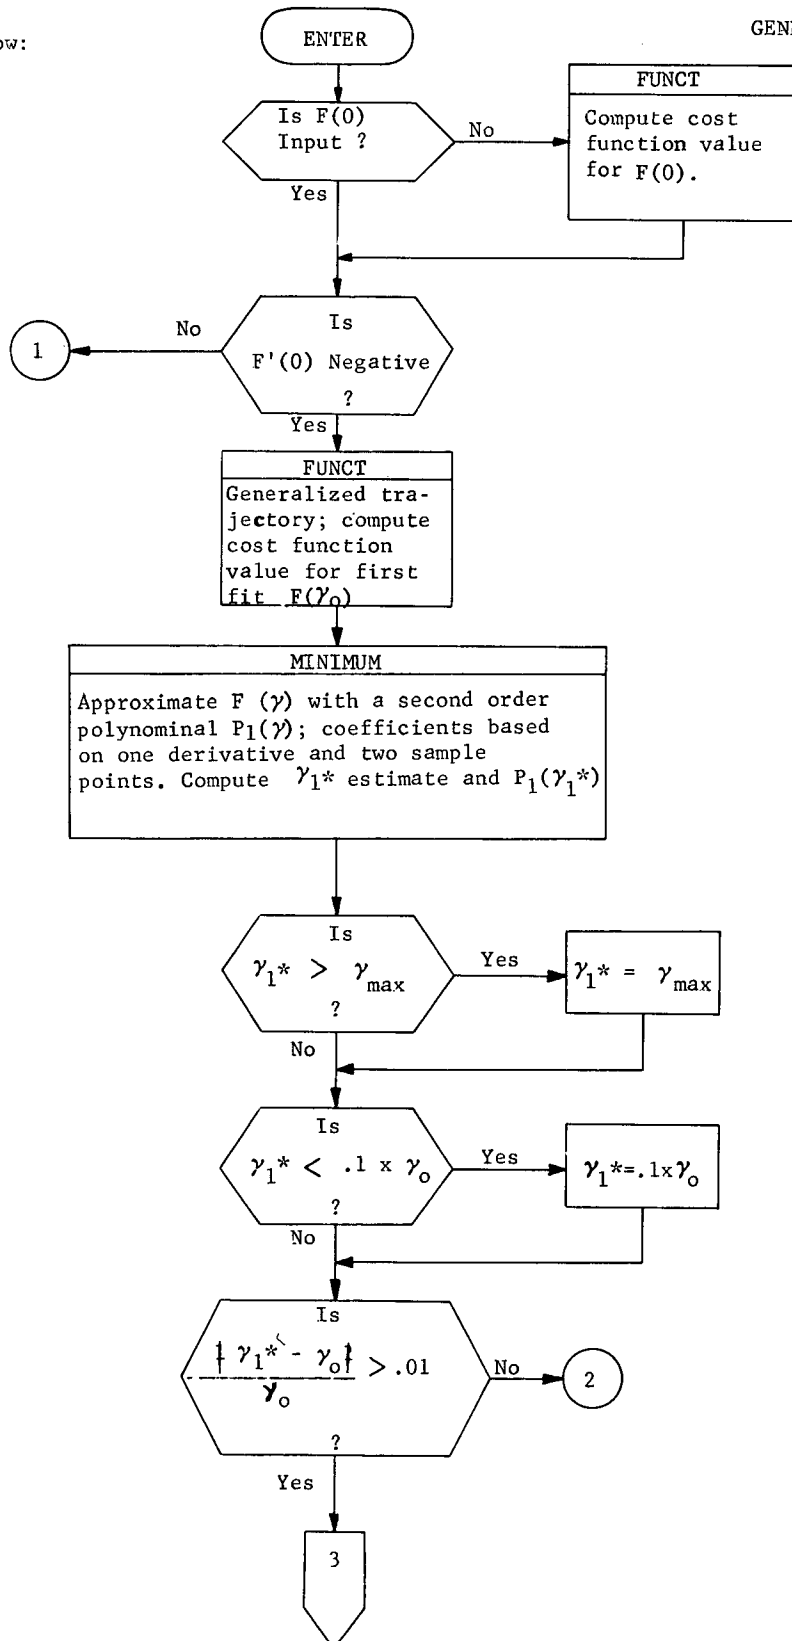 ow:
GEN
ENTER
Is F(0)
Input ?
No
Yes
FUNCT
Compute cost
function value
for F(0).
No
1
Is
F'(0) Negative
?
Yes
FUNCT
Generalized tra-
jectory; compute
cost function
value for first
fit F(γₒ)
MINIMUM
Approximate F (γ) with a second order
polynominal P₁(γ); coefficients based
on one derivative and two sample
points. Compute γ₁* estimate and P₁(γ₁*)
Is
γ₁* > γmax
?
Yes
γ₁* = γmax
No
Is
γ₁* < .1 x γₒ
?
Yes
γ₁*=.1xγₒ
No
Is
| γ₁* - γₒ|
> .01
γₒ
?
No
2
Yes
3